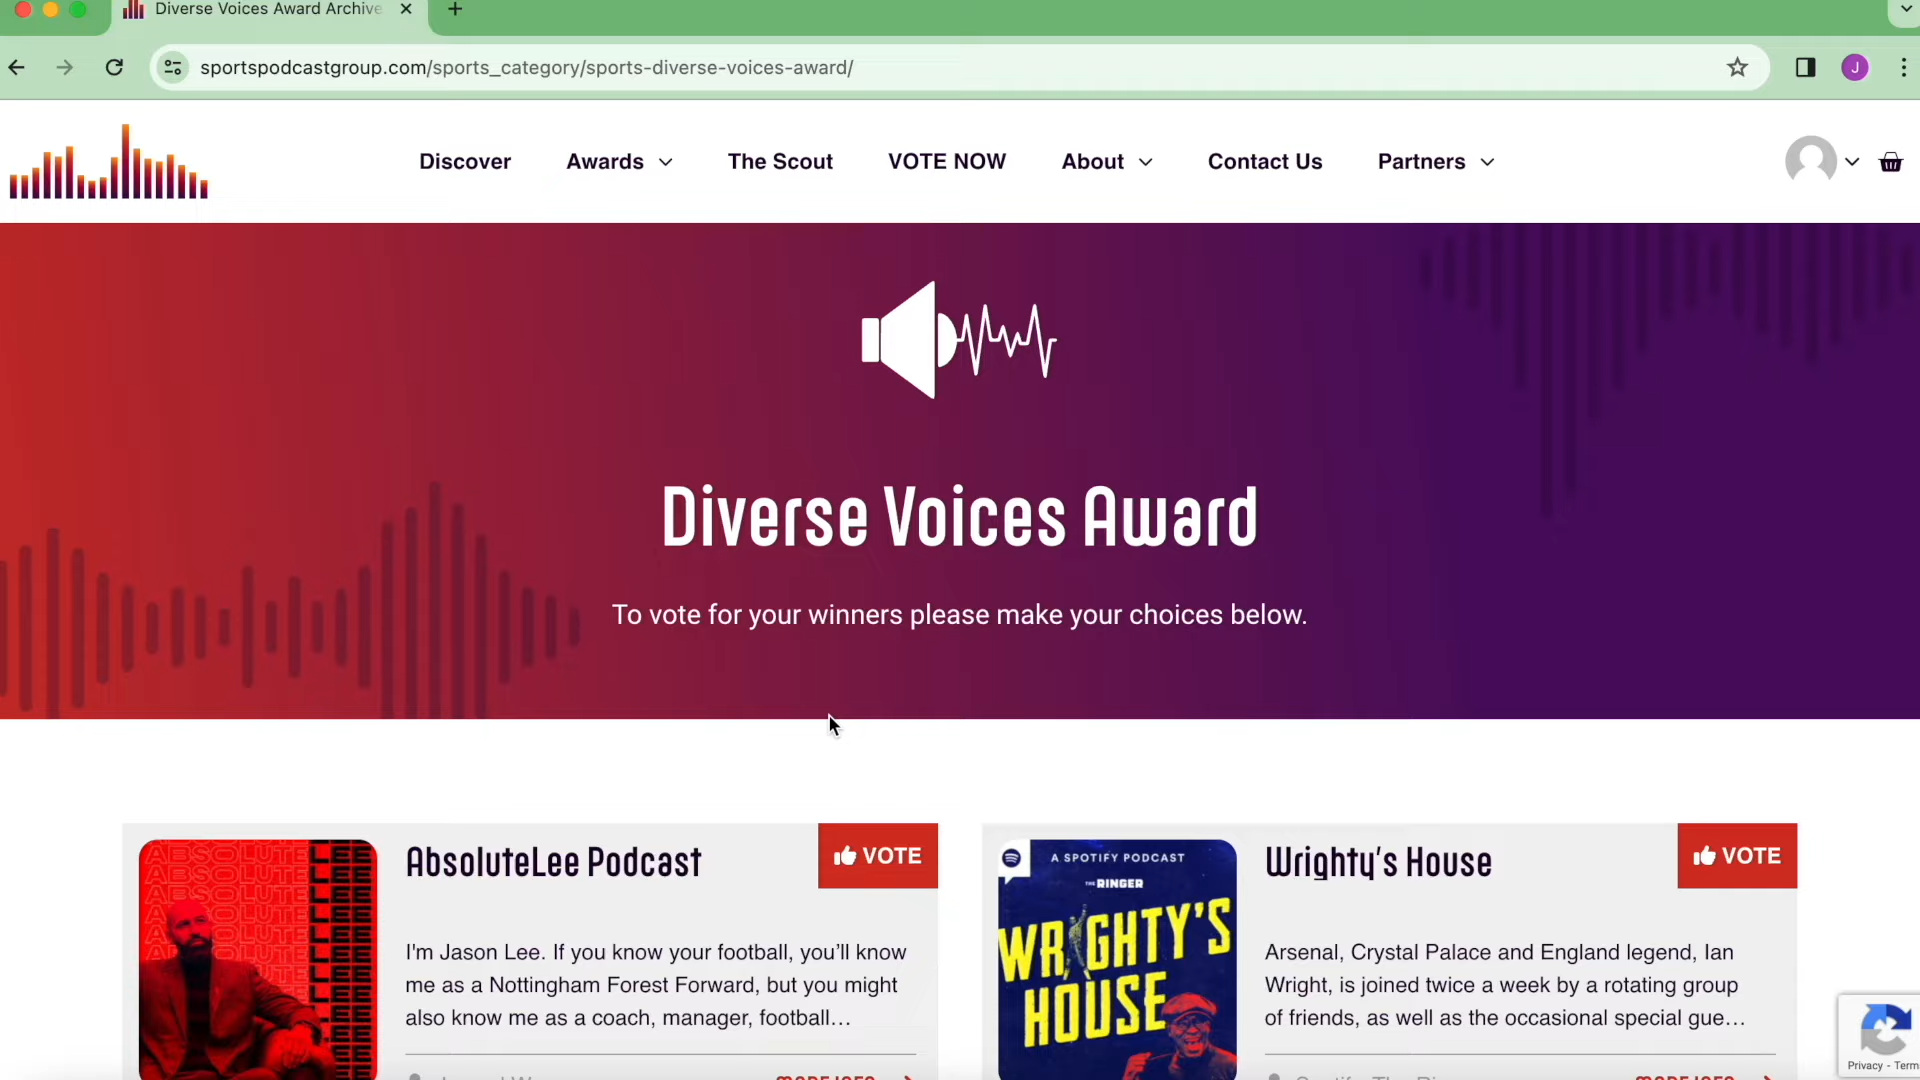 Diverse Voices Award Archive
sportspodcastgroup.com/sports_category/sports-diverse-voices-award/
J
Discover Awards The Scout VOTE NOW About Contact Us Partners
Diverse Voices Award
To vote for your winners please make your choices below.
AbsoluteLee Podcast
VOTE
I'm Jason Lee. If you know your football, you’ll know
me as a Nottingham Forest Forward, but you might
also know me as a coach, manager, football...
ABSOLUTE LEE
A SPOTIFY PODCAST
THE RINGER
WRIGHTY'S
HOUSE
Wrighty's House
VOTE
Arsenal, Crystal Palace and England legend, Ian
Wright, is joined twice a week by a rotating group
of friends, as well as the occasional special gue...
Privacy - Term